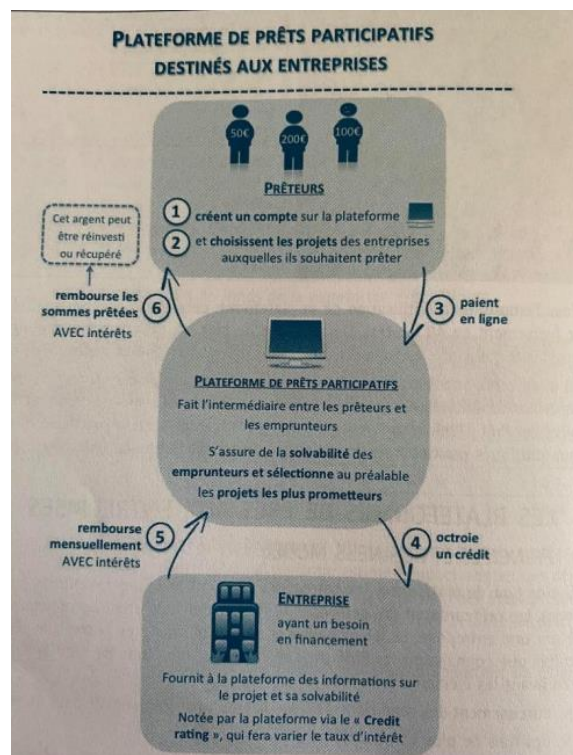 PLATEFORME DE PRÊTS PARTICIPATIFS
DESTINÉS AUX ENTREPRISES
50€
200€
100€
PRÊTEURS
1 créent un compte sur la plateforme
2 et choisissent les projets des entreprises
auxquelles ils souhaitent prêter
Cet argent peut
être réinvesti
ou récupéré
rembourse les
sommes prêtées
AVEC intérêts
6
3 paient
en ligne
PLATEFORME DE PRÊTS PARTICIPATIFS
Fait l'intermédiaire entre les prêteurs et
les emprunteurs
S'assure de la solvabilité des
emprunteurs et sélectionne au préalable
les projets les plus prometteurs
rembourse
mensuellement
AVEC intérêts
5
4 octroie
un crédit
ENTREPRISE
ayant un besoin
en financement
Fournit à la plateforme des informations sur
le projet et sa solvabilité
Notée par la plateforme via le « Credit
rating », qui fera varier le taux d'intérêt